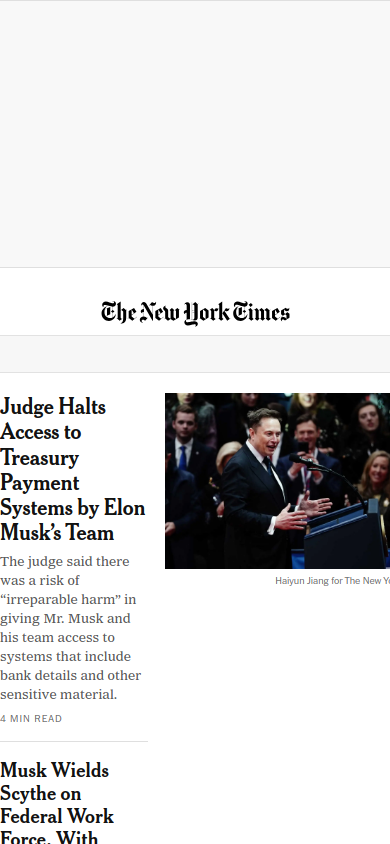 The New York Times
Judge Halts
Access to
Treasury
Payment
Systems by Elon
Musk’s Team
The judge said there
was a risk of
“irreparable harm” in
giving Mr. Musk and
his team access to
systems that include
bank details and other
sensitive material.
4 MIN READ
Haiyun Jiang for The New Yo
Musk Wields
Scythe on
Federal Work
Force, With